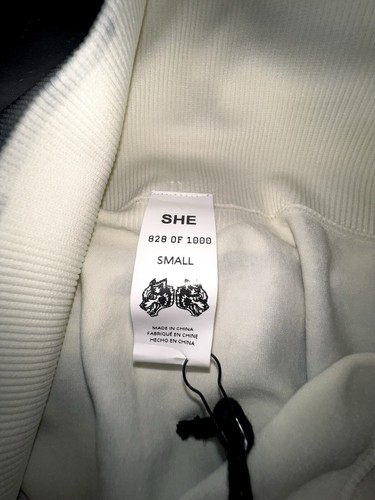 SHE
828 OF 1000
SMALL
MADE IN CHINA
FABRIQUÉ EN CHINE
HECHO EN CHINA